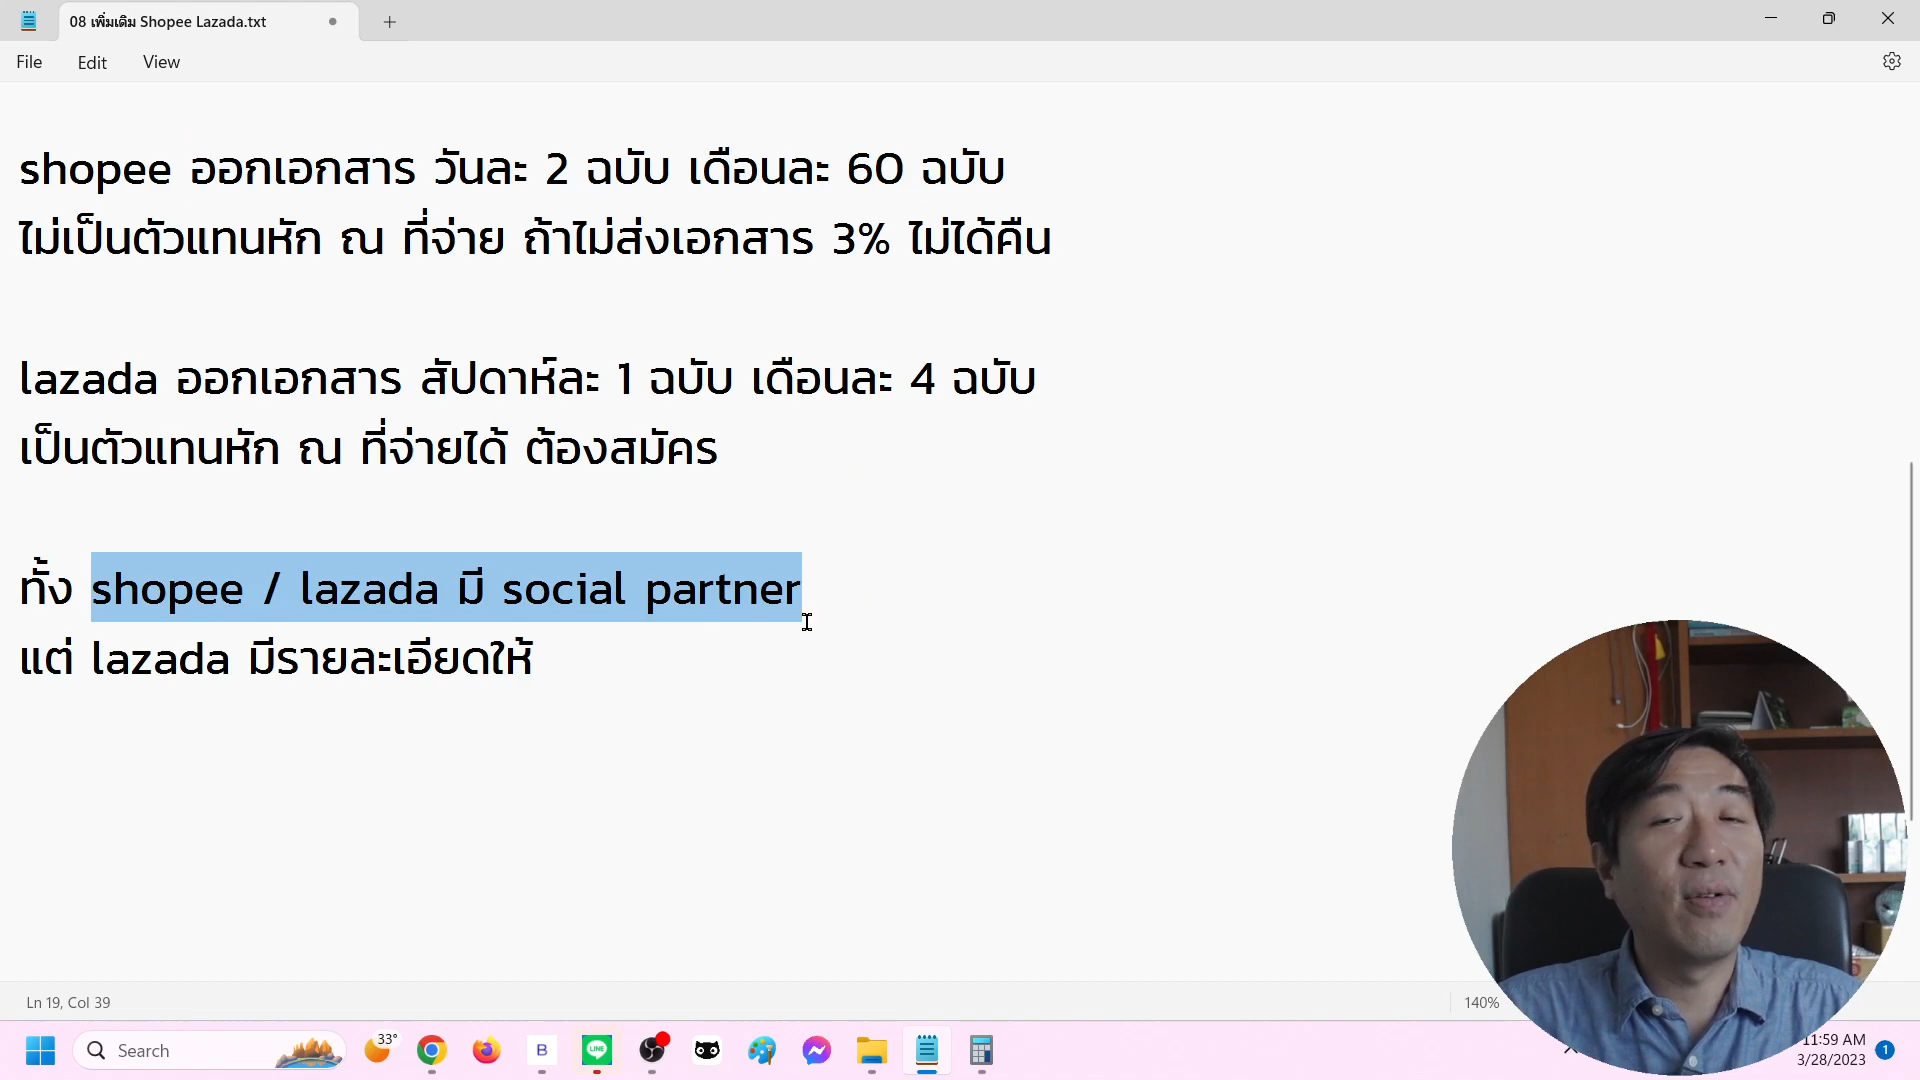 08 เพิ่มเติม Shopee Lazada.txt
File Edit View
shopee ออกเอกสาร วันละ 2 ฉบับ เดือนละ 60 ฉบับ
ไม่เป็นตัวแทนหัก ณ ที่จ่าย ถ้าไม่ส่งเอกสาร 3% ไม่ได้คืน
lazada ออกเอกสาร สัปดาห์ละ 1 ฉบับ เดือนละ 4 ฉบับ
เป็นตัวแทนหัก ณ ที่จ่ายได้ ต้องสมัคร
ทั้ง shopee / lazada มี social partner
แต่ lazada มีรายละเอียดให้
Ln 19, Col 39
140%
Search
33°
B
LINE
11:59 AM
3/28/2023
1